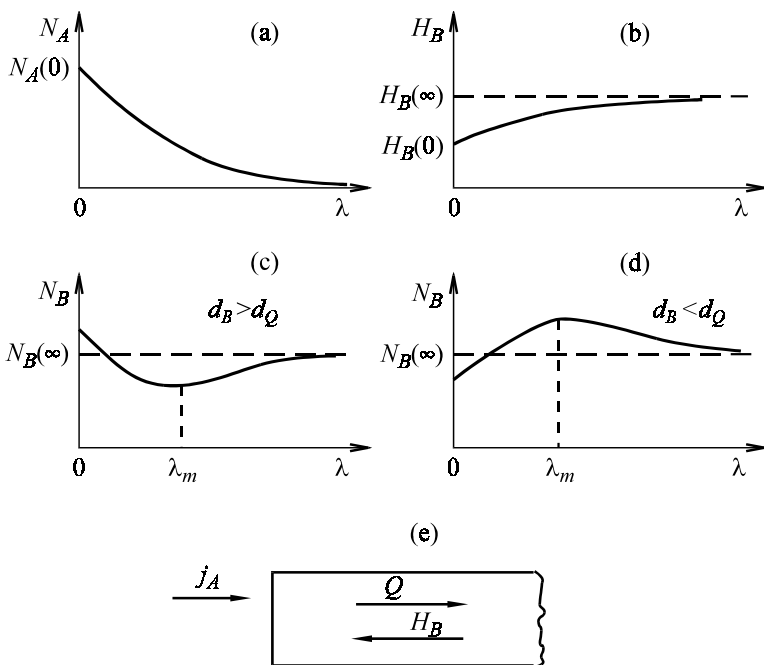 N_A (a)
N_A(0)
0 λ
H_B (b)
H_B(∞)
H_B(0)
0 λ
(c)
N_B d_B>d_Q
N_B(∞)
0 λ_m λ
(d)
N_B d_B<d_Q
N_B(∞)
0 λ_m λ
(e)
j_A Q
H_B